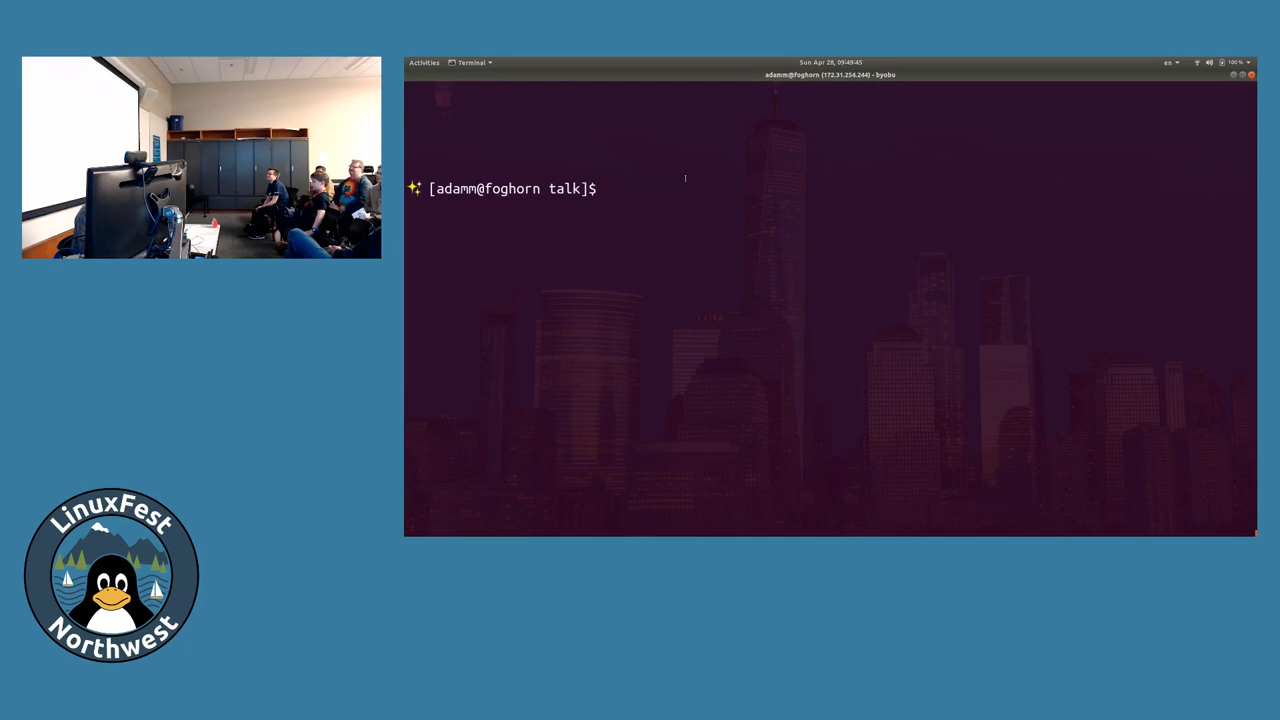 Activities Terminal Sun Apr 28, 09:49:45 en 100 %
adamm@foghorn (172.31.254.244) - byobu
✨ [adamm@foghorn talk]$
LinuxFest
Northwest